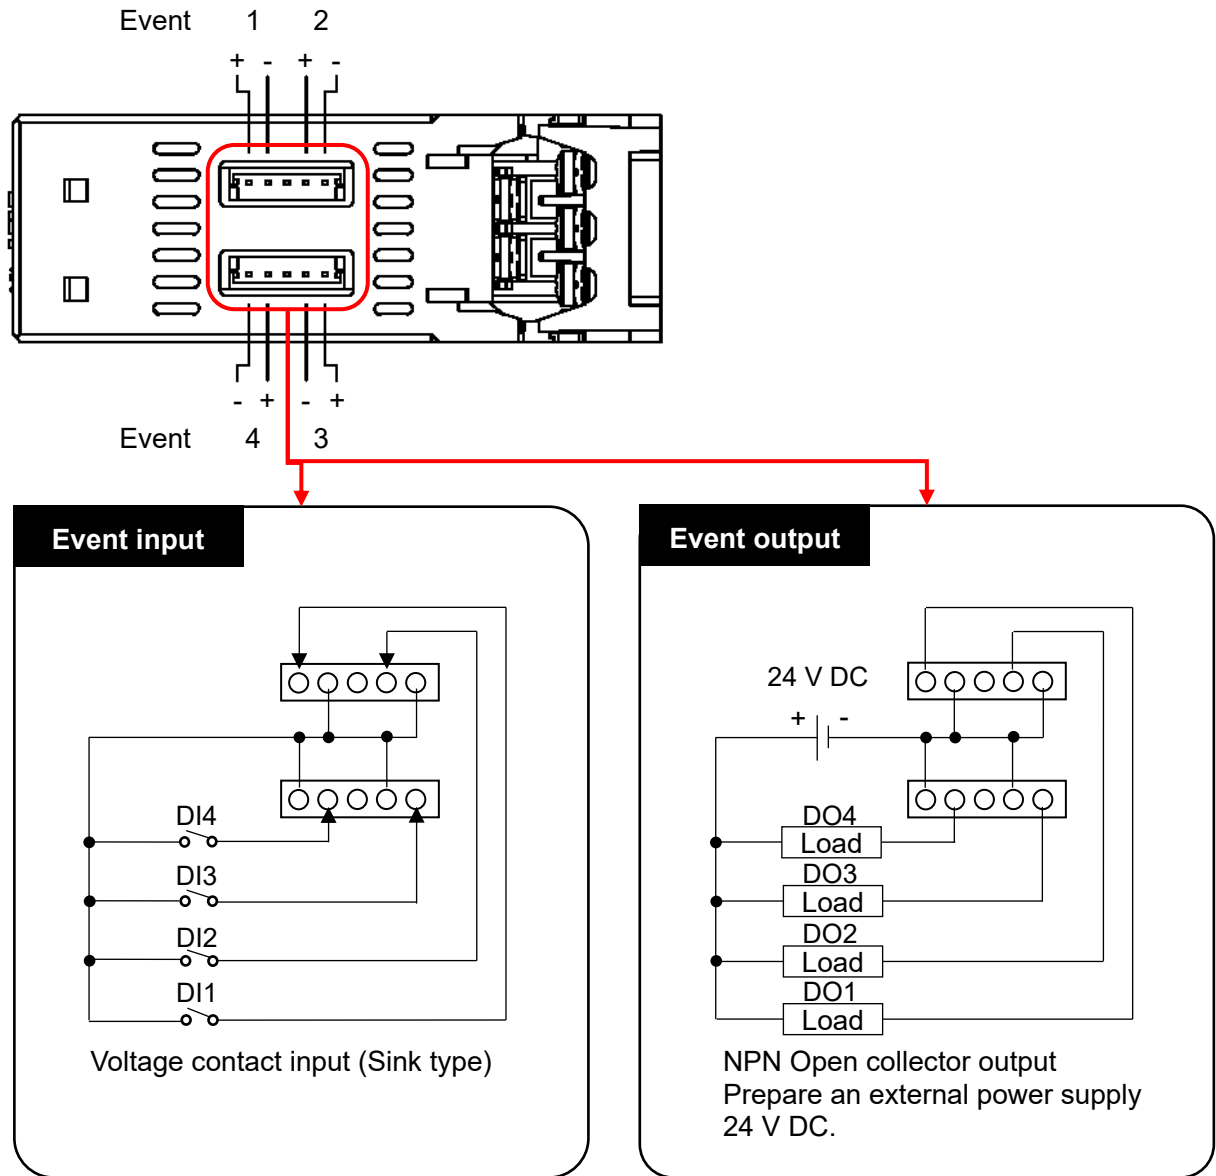 Event 1 2
+ - + -
- + - +
Event 4 3
Event input
DI4
DI3
DI2
DI1
Voltage contact input (Sink type)
Event output
24 V DC
+ -
DO4
Load
DO3
Load
DO2
Load
DO1
Load
NPN Open collector output
Prepare an external power supply
24 V DC.